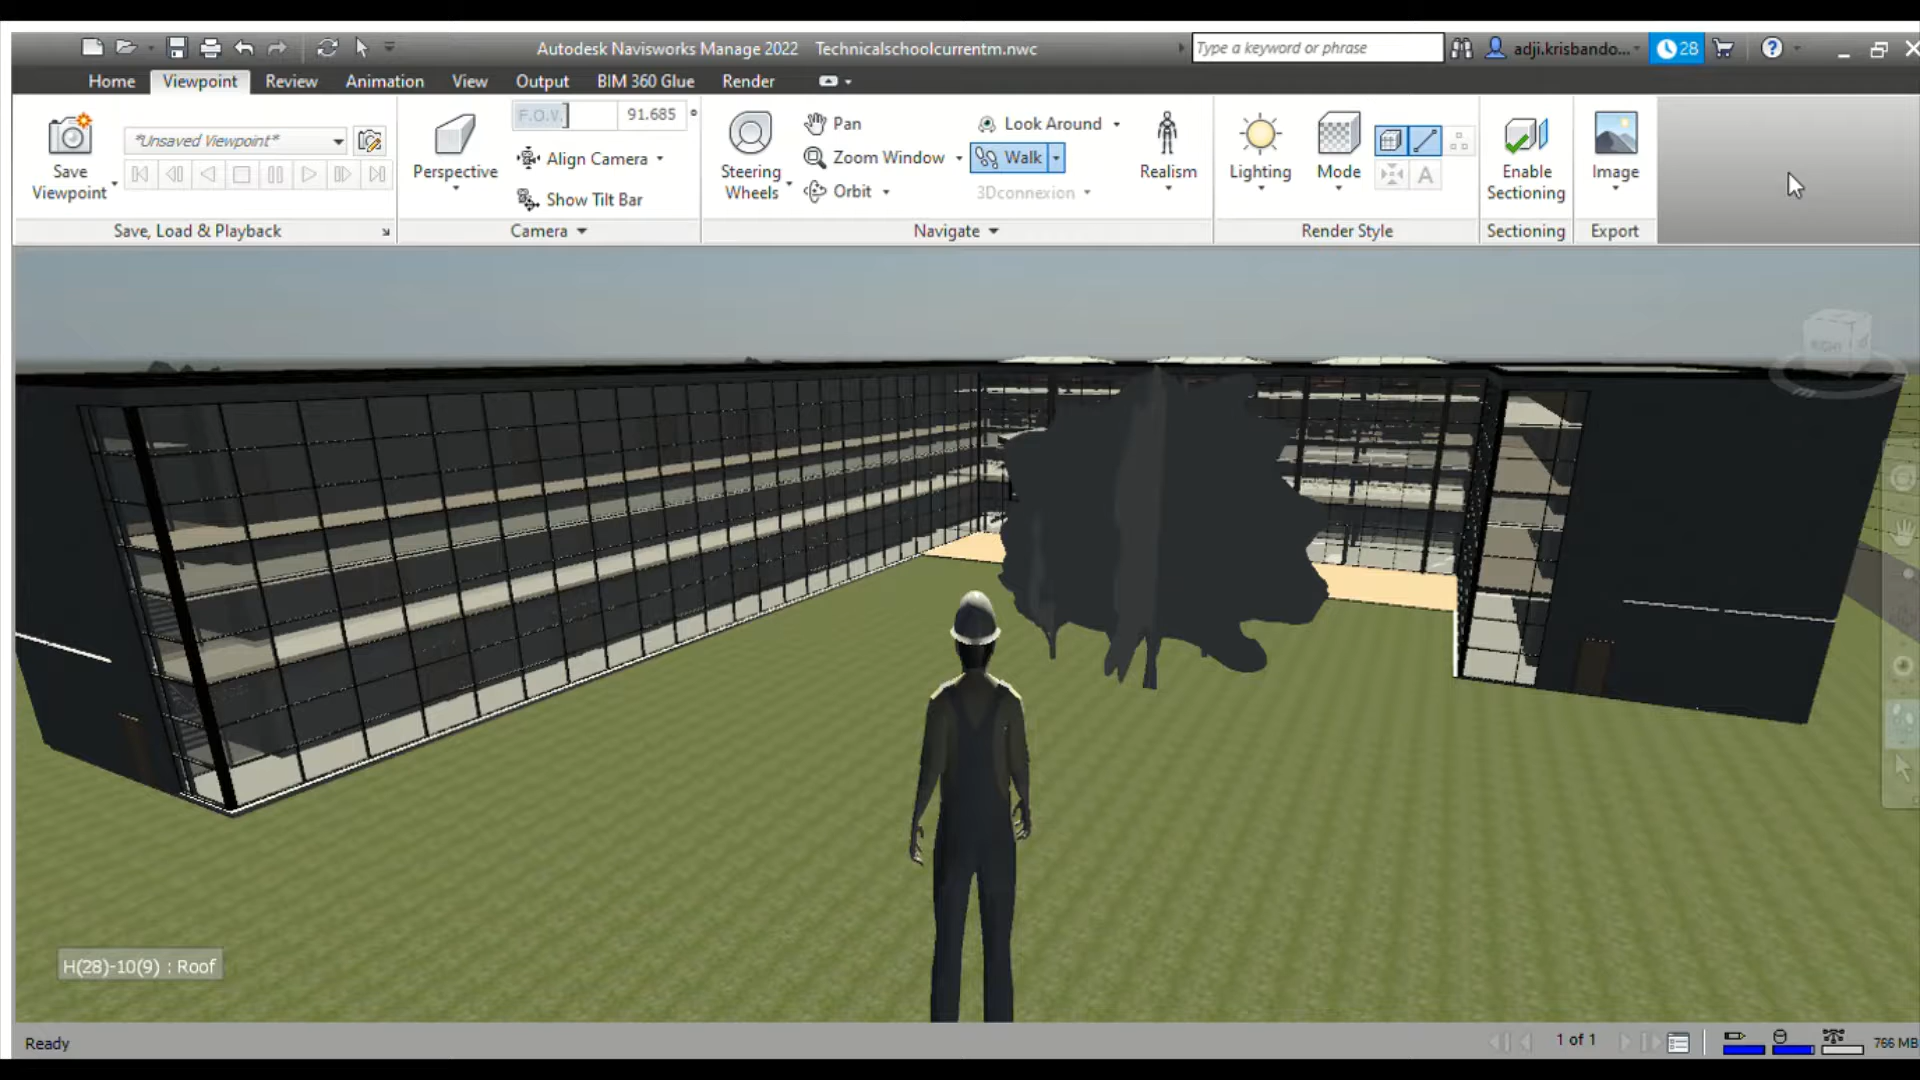 Autodesk Navisworks Manage 2022 Technicalschoolcurrentm.nwc
Type a keyword or phrase
adji.krisbando...
28
Home Viewpoint Review Animation View Output BIM 360 Glue Render
Save Viewpoint
*Unsaved Viewpoint*
Save, Load & Playback
Perspective
F.O.V. 91.685 °
Align Camera
Show Tilt Bar
Camera
Steering Wheels
Pan
Zoom Window
Orbit
Look Around
Walk
3Dconnexion
Realism
Navigate
Lighting
Mode
A
Render Style
Enable Sectioning
Sectioning
Image
Export
RIGHT
H(28)-10(9) : Roof
Ready
1 of 1
766 MB